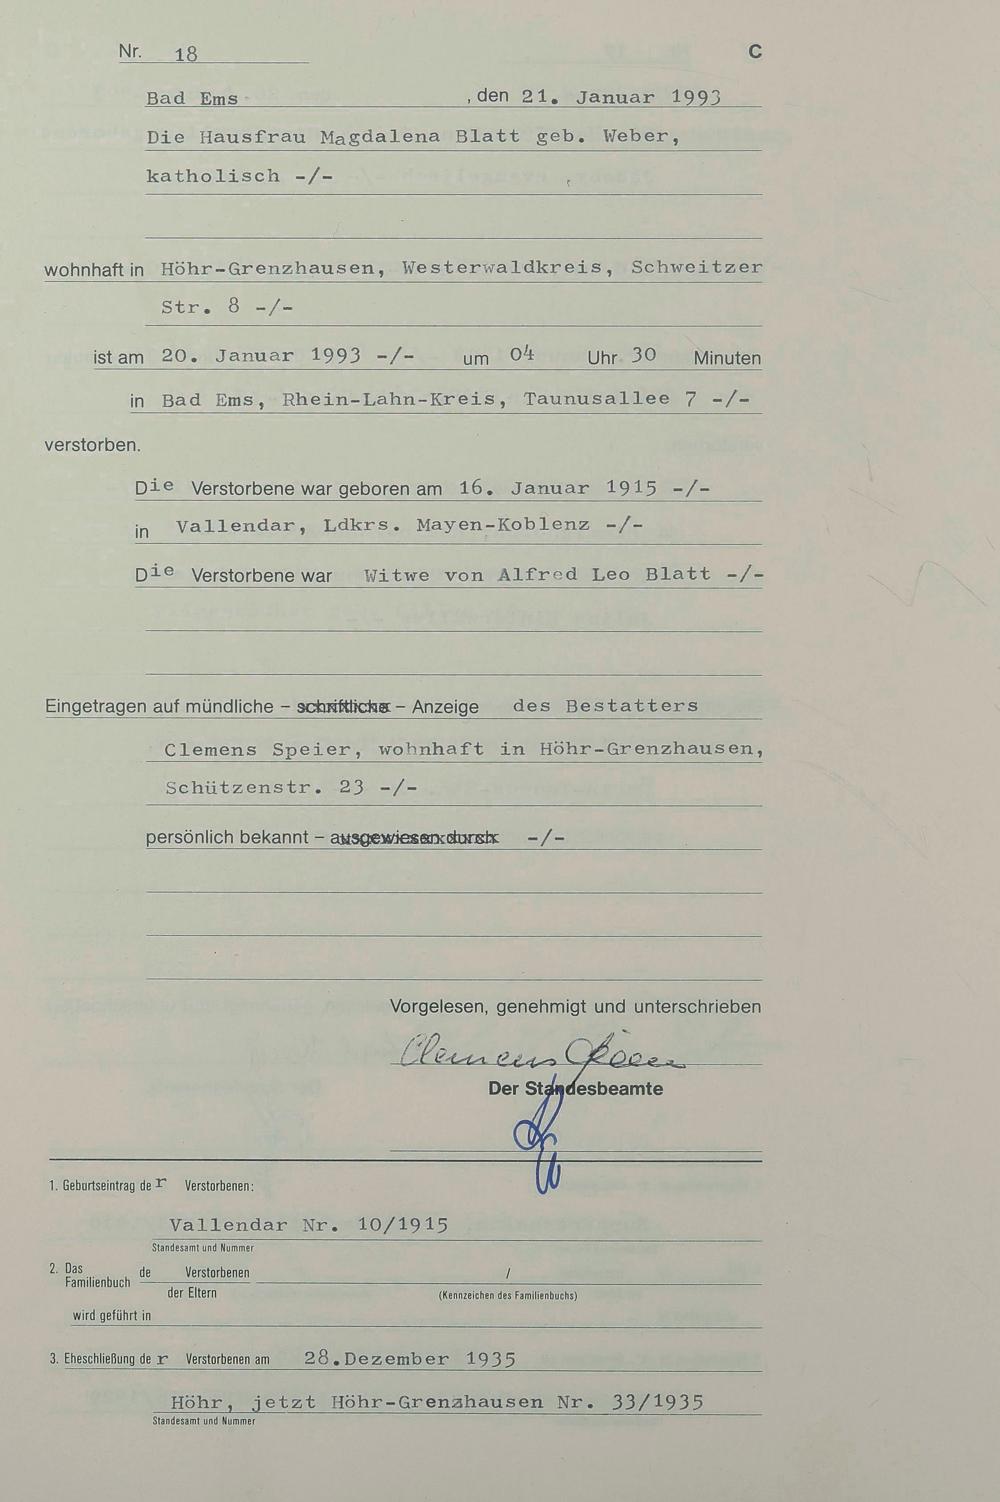 Nr. 18 C
Bad Ems , den 21. Januar 1993
Die Hausfrau Magdalena Blatt geb. Weber,
katholisch -/-
wohnhaft in Höhr-Grenzhausen, Westerwaldkreis, Schweitzer
Str. 8 -/-
ist am 20. Januar 1993 -/- um 04 Uhr 30 Minuten
in Bad Ems, Rhein-Lahn-Kreis, Taunusallee 7 -/-
verstorben.
Die Verstorbene war geboren am 16. Januar 1915 -/-
in Vallendar, Ldkrs. Mayen-Koblenz -/-
Die Verstorbene war Witwe von Alfred Leo Blatt -/-
Eingetragen auf mündliche – schriftliche – Anzeige des Bestatters
Clemens Speier, wohnhaft in Höhr-Grenzhausen,
Schützenstr. 23 -/-
persönlich bekannt – ausgewiesen durch -/-
Vorgelesen, genehmigt und unterschrieben
Clemens Speier
Der Standesbeamte
1. Geburtseintrag der Verstorbenen:
Vallendar Nr. 10/1915
Standesamt und Nummer
2. Das Familienbuch de Verstorbenen /
der Eltern (Kennzeichen des Familienbuchs)
wird geführt in
3. Eheschließung der Verstorbenen am 28.Dezember 1935
Höhr, jetzt Höhr-Grenzhausen Nr. 33/1935
Standesamt und Nummer